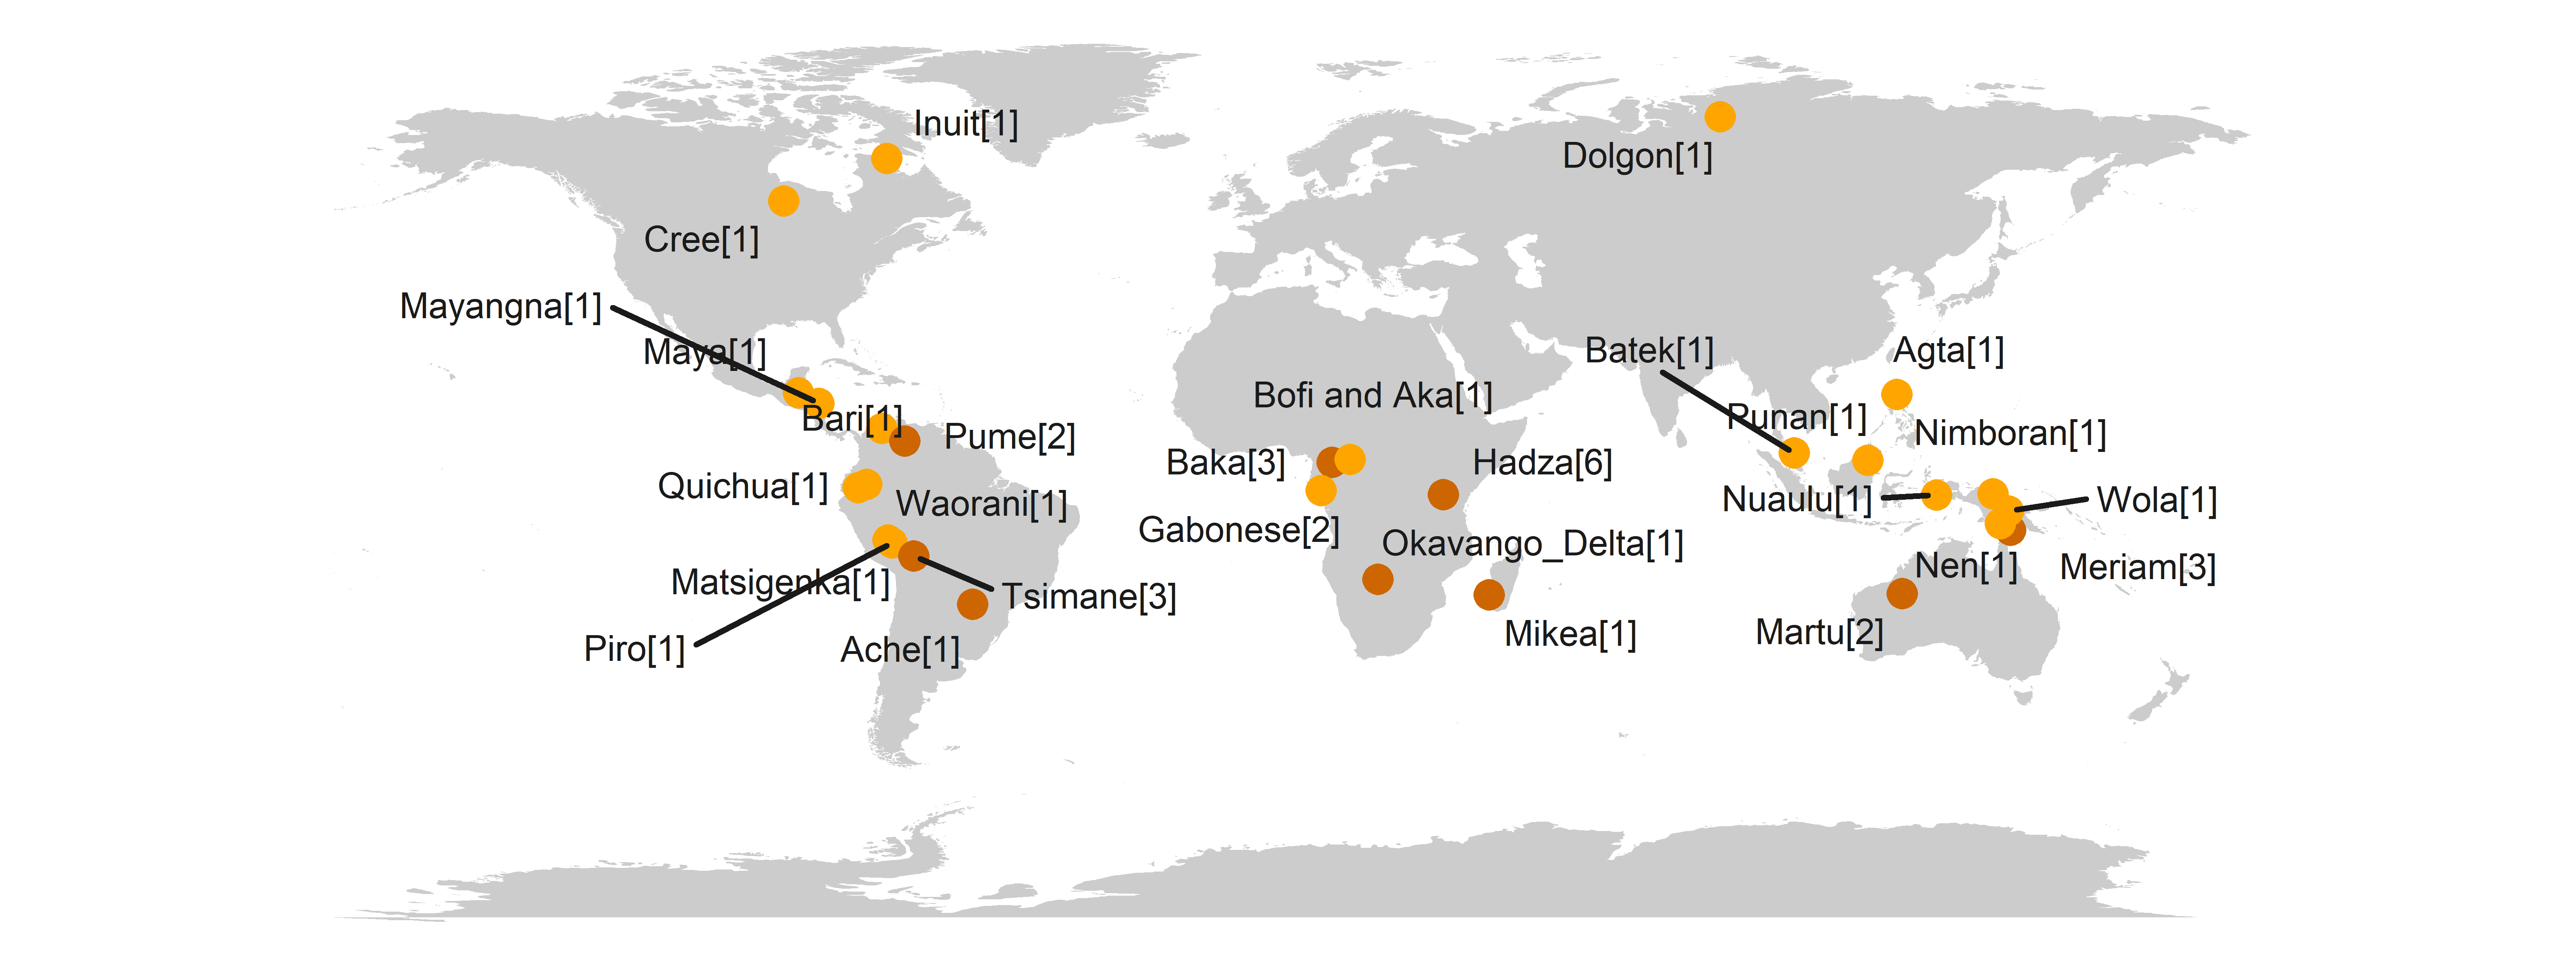 Inuit[1]
Dolgon[1]
Cree[1]
Mayangna[1]
Maya[1]
Batek[1]
Agta[1]
Bofi and Aka[1]
Bari[1]
Punan[1]
Pume[2]
Nimboran[1]
Baka[3]
Hadza[6]
Quichua[1]
Waorani[1]
Nuaulu[1]
Wola[1]
Gabonese[2]
Okavango_Delta[1]
Nen[1]
Meriam[3]
Matsigenka[1]
Tsimane[3]
Mikea[1]
Martu[2]
Piro[1]
Ache[1]